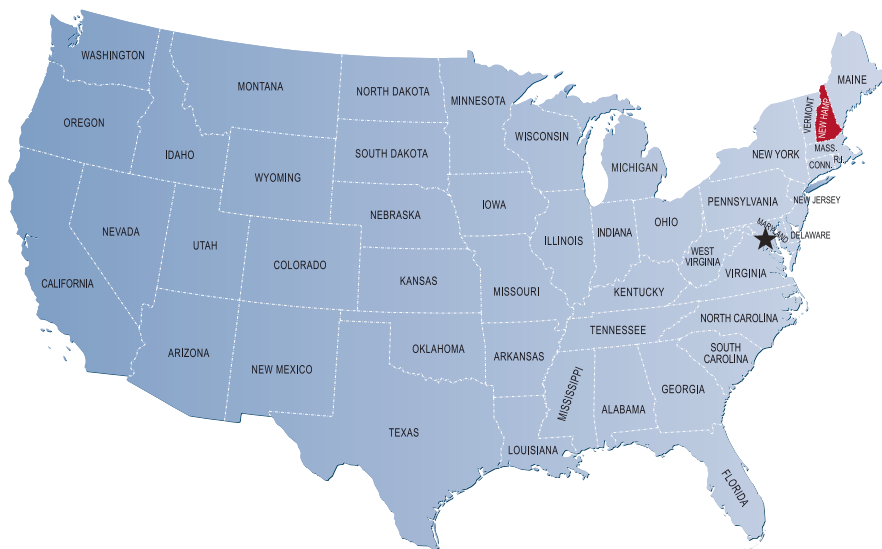 WASHINGTON
MONTANA
NORTH DAKOTA
MINNESOTA
MAINE
OREGON
IDAHO
SOUTH DAKOTA
WISCONSIN
VERMONT
NEW HAMP.
MICHIGAN
NEW YORK
MASS.
CONN.
R.I.
WYOMING
IOWA
PENNSYLVANIA
NEW JERSEY
NEVADA
UTAH
NEBRASKA
ILLINOIS
INDIANA
OHIO
MARYLAND
DELAWARE
COLORADO
WEST
VIRGINIA
VIRGINIA
CALIFORNIA
KANSAS
MISSOURI
KENTUCKY
NORTH CAROLINA
TENNESSEE
ARIZONA
NEW MEXICO
OKLAHOMA
ARKANSAS
SOUTH
CAROLINA
MISSISSIPPI
ALABAMA
GEORGIA
TEXAS
LOUISIANA
FLORIDA